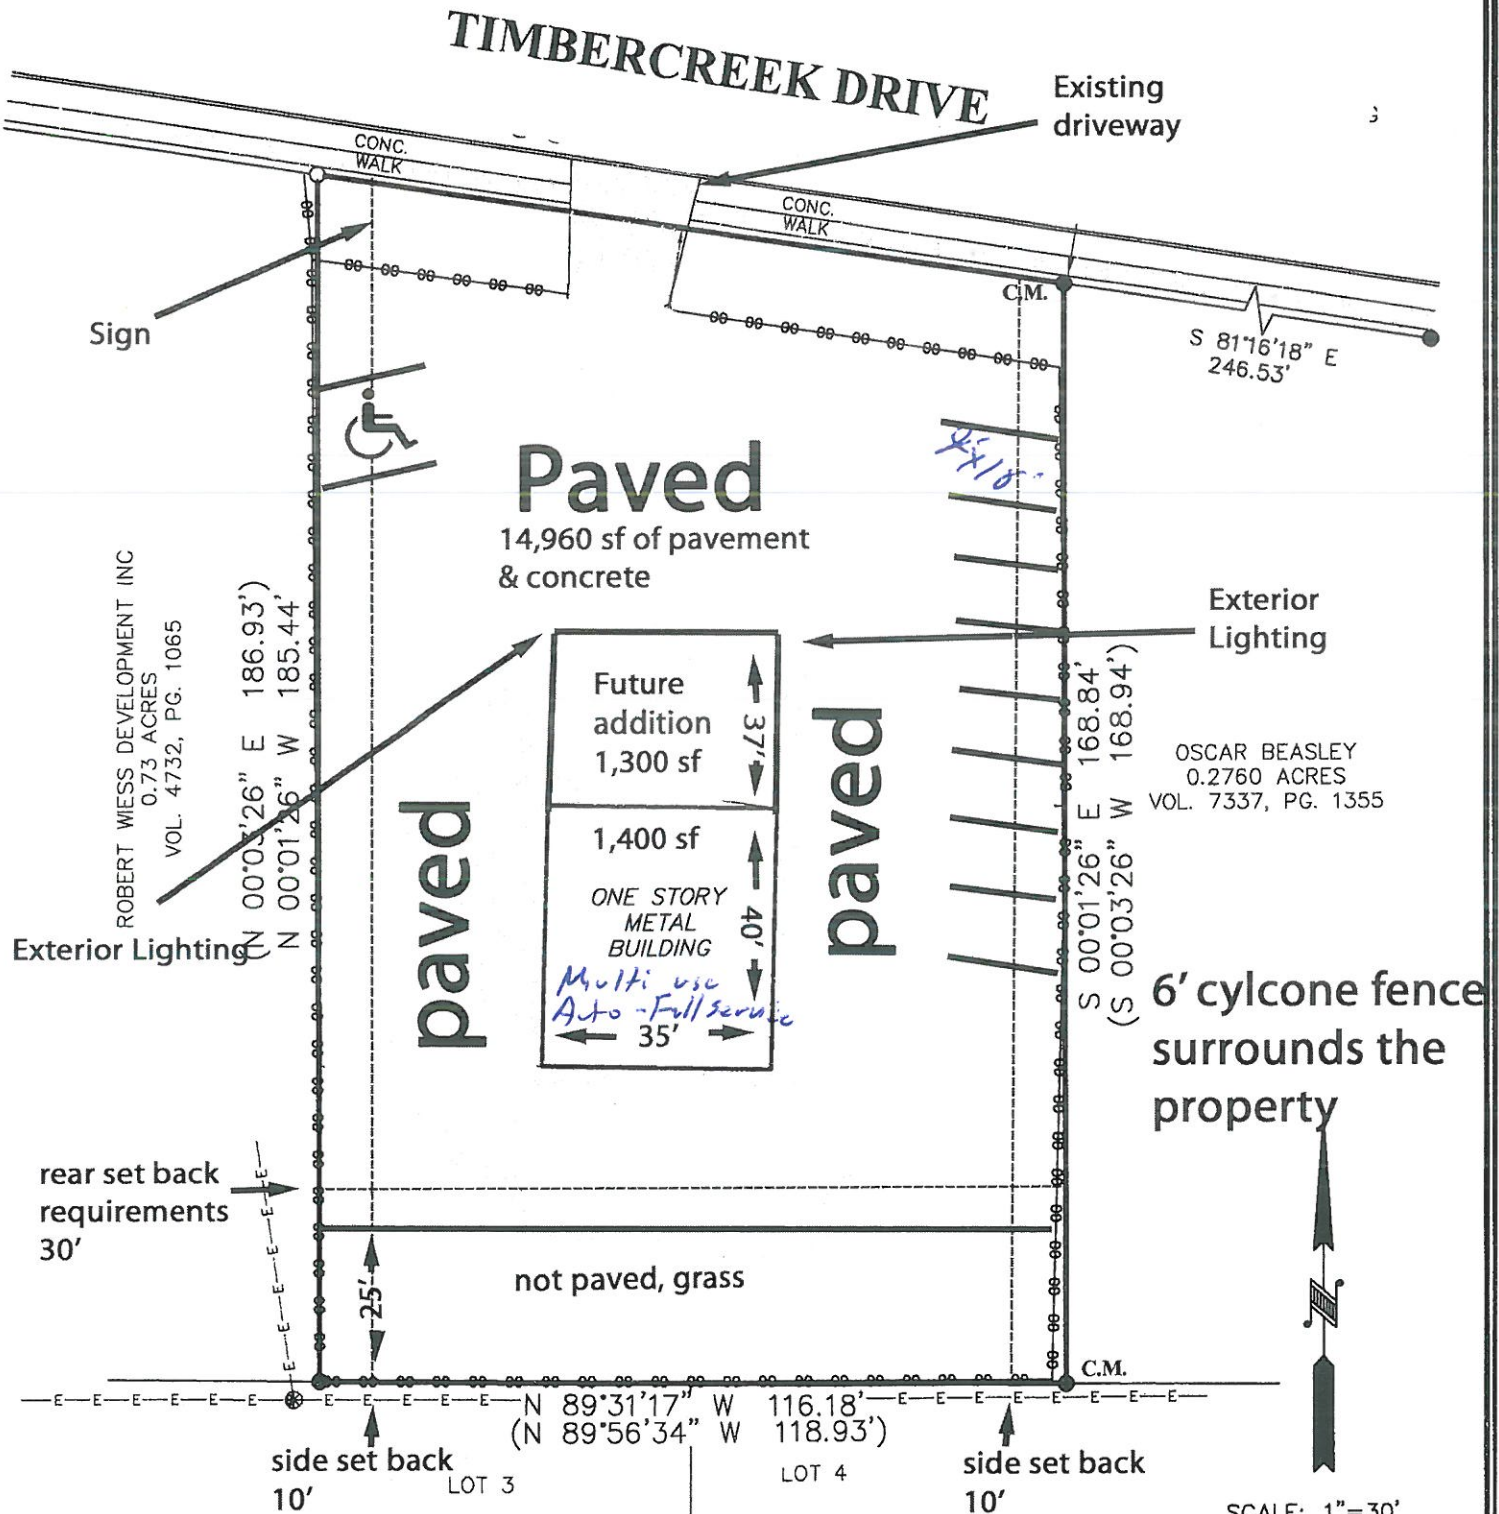 TIMBERCREEK DRIVE
Existing
driveway
CONC.
WALK
CONC.
WALK
C.M.
S 81°16'18" E
246.53'
Sign
Paved
14,960 sf of pavement
& concrete
Exterior
Lighting
ROBERT WIESS DEVELOPMENT INC
0.73 ACRES
VOL. 4732, PG. 1065
(N 00°03'26" E 186.93')
N 00°01'26" W 185.44'
Future
addition
1,300 sf
37'
paved
paved
1,400 sf
ONE STORY
METAL
BUILDING
40'
Multi use
Auto - Full service
35'
S 00°01'26" E 168.84'
(S 00°03'26" W 168.94')
OSCAR BEASLEY
0.2760 ACRES
VOL. 7337, PG. 1355
Exterior Lighting
6' cylcone fence
surrounds the
property
rear set back
requirements
30'
25'
not paved, grass
C.M.
E E E E E E
E E E E E E E E E E E E E E E E E E
N 89°31'17" W 116.18'
(N 89°56'34" W 118.93')
side set back
10'
LOT 3
LOT 4
side set back
10'
SCALE: 1"=30'